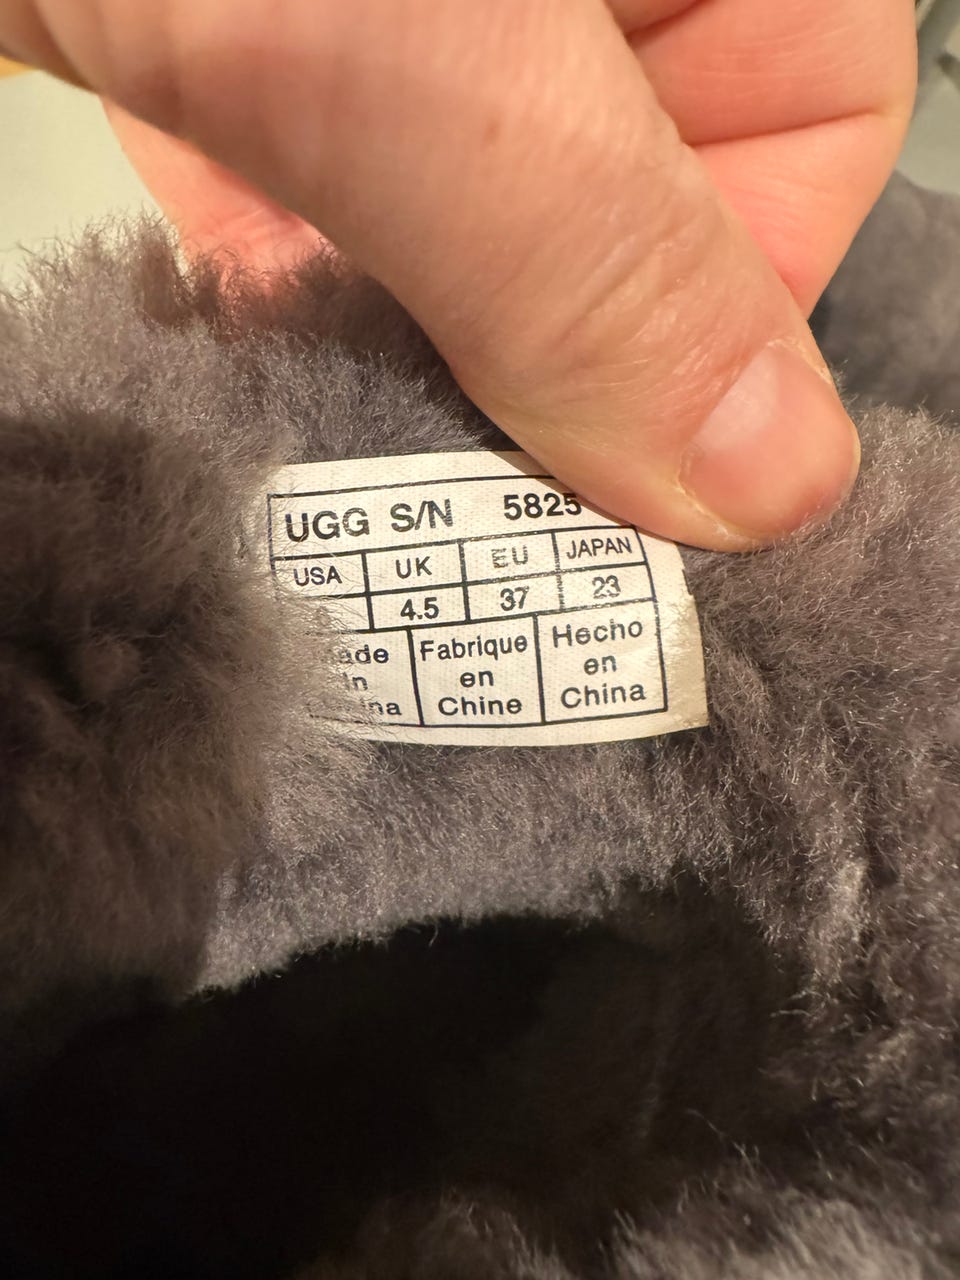 UGG S/N 5825
USA UK EU JAPAN
4.5 37 23
Fabrique en Chine
Hecho en China